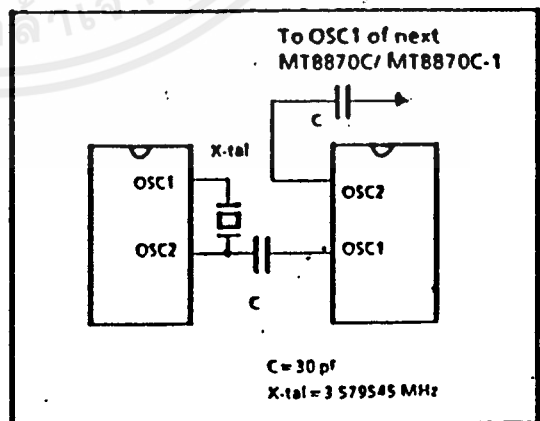 To OSC1 of next
MT8870C/ MT8870C-1
C
X-tal
OSC1
OSC2
OSC2
OSC1
C
C = 30 pf
X-tal = 3 579545 MHz